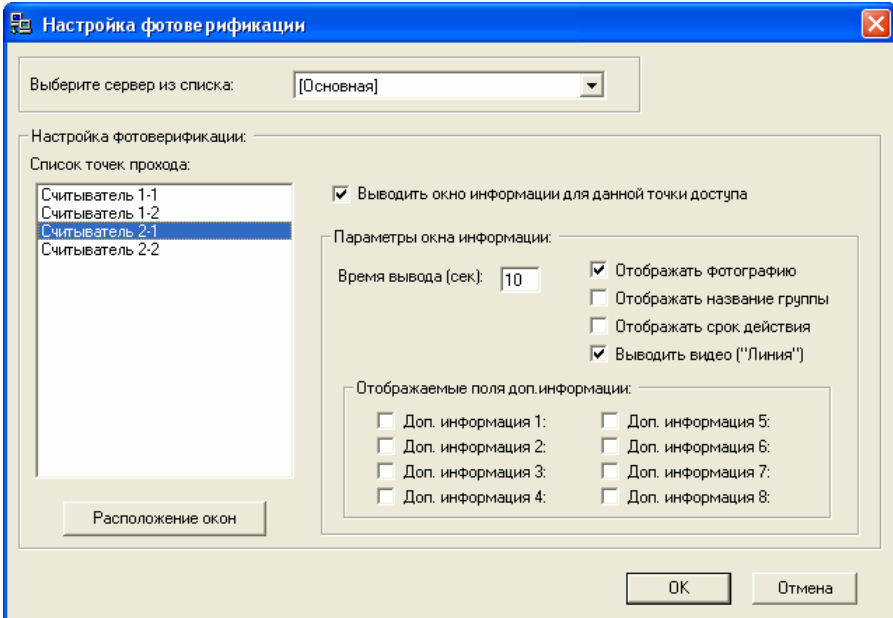 Настройка фотоверификации
Выберите сервер из списка:
[Основная]
Настройка фотоверификации:
Список точек прохода:
Считыватель 1-1
Считыватель 1-2
Считыватель 2-1
Считыватель 2-2
Расположение окон
Выводить окно информации для данной точки доступа
Параметры окна информации:
Время вывода (сек):
10
Отображать фотографию
Отображать название группы
Отображать срок действия
Выводить видео ("Линия")
Отображаемые поля доп.информации:
Доп. информация 1:
Доп. информация 2:
Доп. информация 3:
Доп. информация 4:
Доп. информация 5:
Доп. информация 6:
Доп. информация 7:
Доп. информация 8:
OK
Отмена